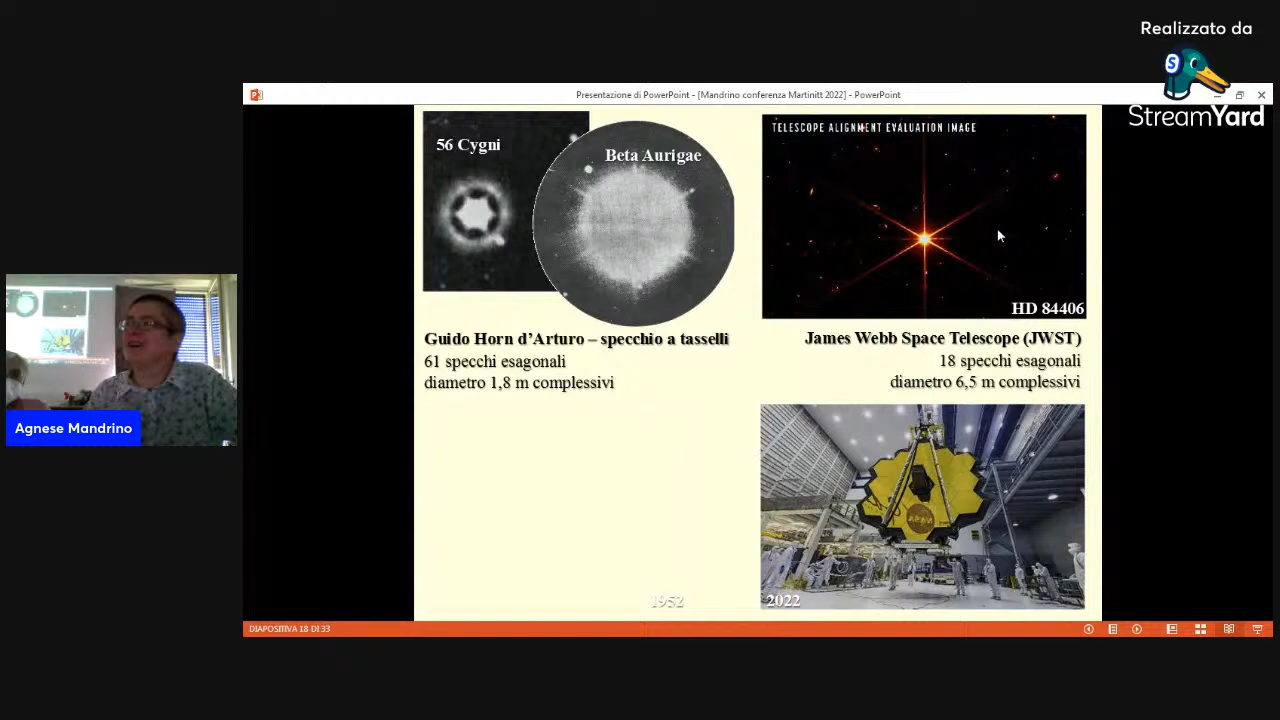 Realizzato da
StreamYard
Presentazione di PowerPoint - [Mandrino conferenza Martinitt 2022] - PowerPoint
56 Cygni
Beta Aurigae
TELESCOPE ALIGNMENT EVALUATION IMAGE
HD 84406
Guido Horn d'Arturo – specchio a tasselli
61 specchi esagonali
diametro 1,8 m complessivi
James Webb Space Telescope (JWST)
18 specchi esagonali
diametro 6,5 m complessivi
Agnese Mandrino
NASA
1952
2022
DIAPOSITIVA 18 DI 33